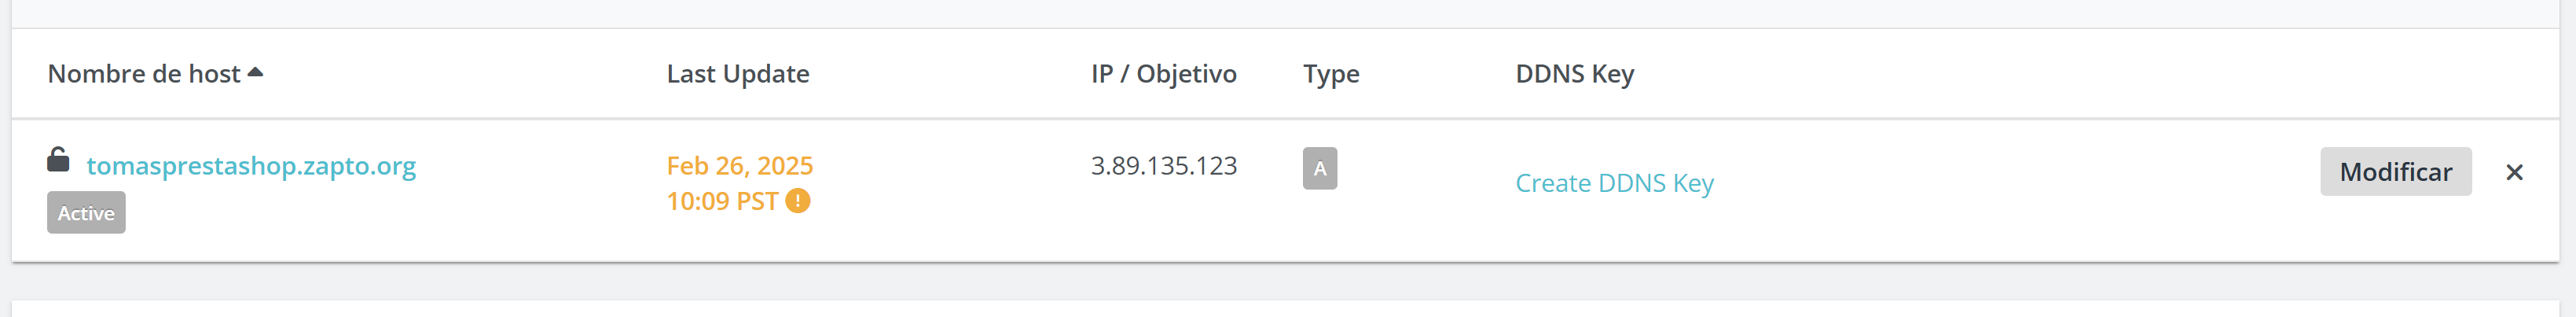 Nombre de host Last Update IP / Objetivo Type DDNS Key
tomasprestashop.zapto.org Feb 26, 2025 3.89.135.123 A Create DDNS Key Modificar
10:09 PST
Active